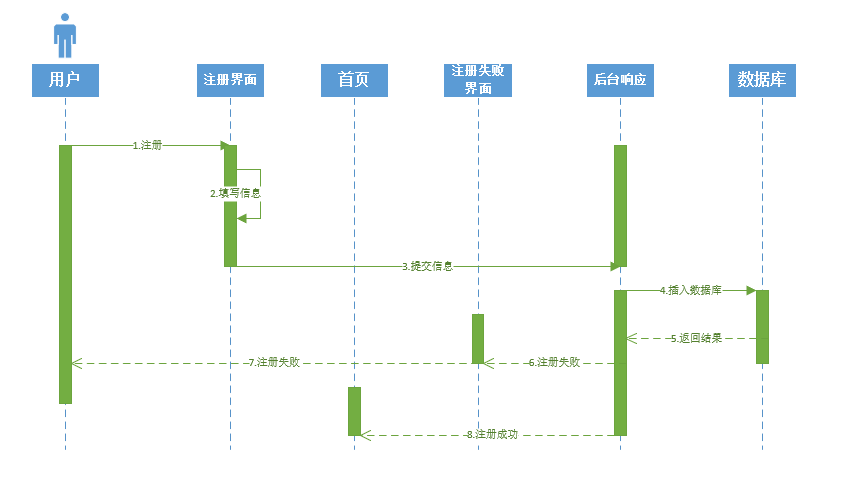 用户
注册界面
首页
注册失败
界面
后台响应
数据库
1.注册
2.填写信息
3.提交信息
4.插入数据库
5.返回结果
6.注册失败
7.注册失败
8.注册成功